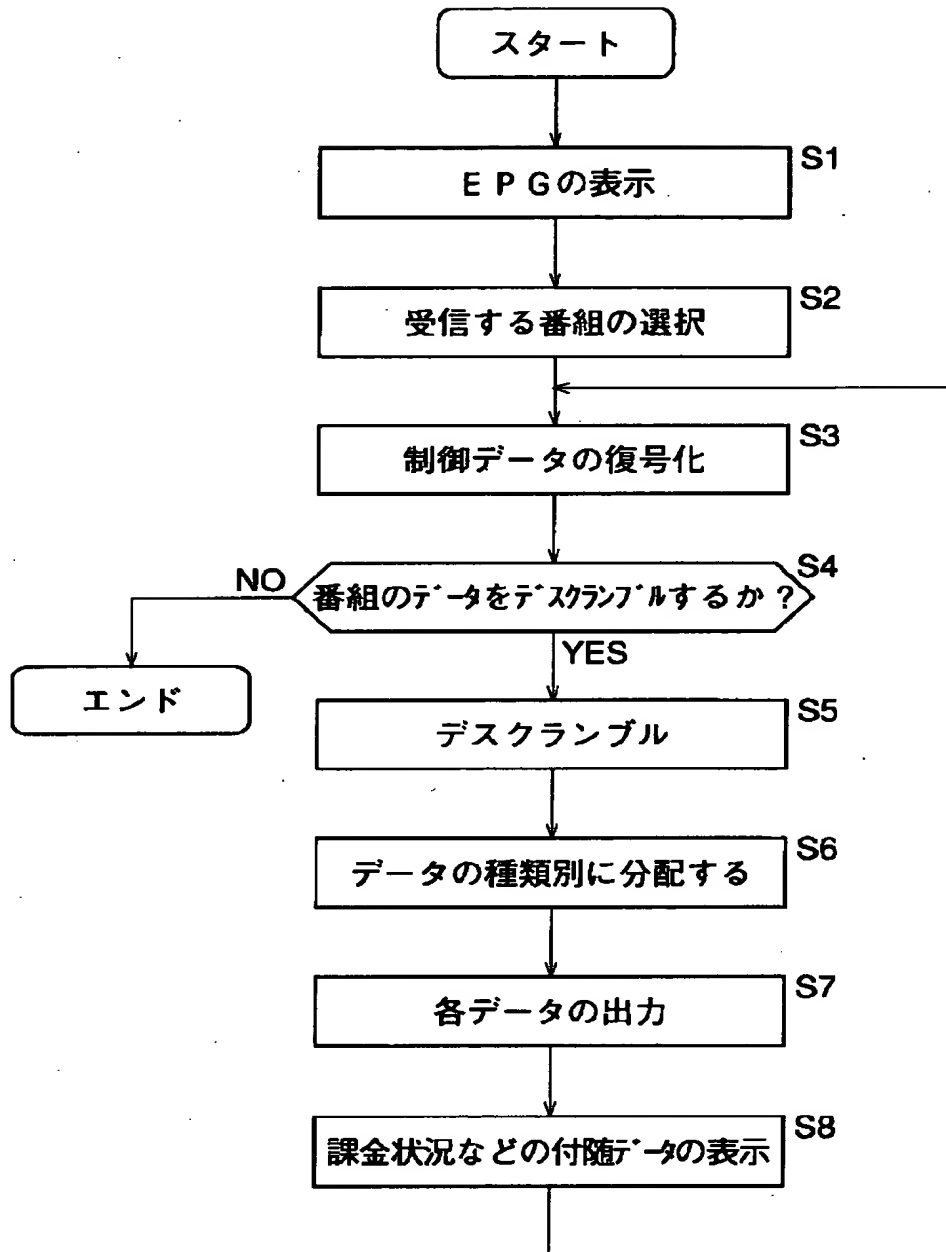 スタート
S1
EPGの表示
S2
受信する番組の選択
S3
制御データの復号化
S4
NO
番組のデータをデスクランブルするか？
YES
エンド
S5
デスクランブル
S6
データの種類別に分配する
S7
各データの出力
S8
課金状況などの付随データの表示